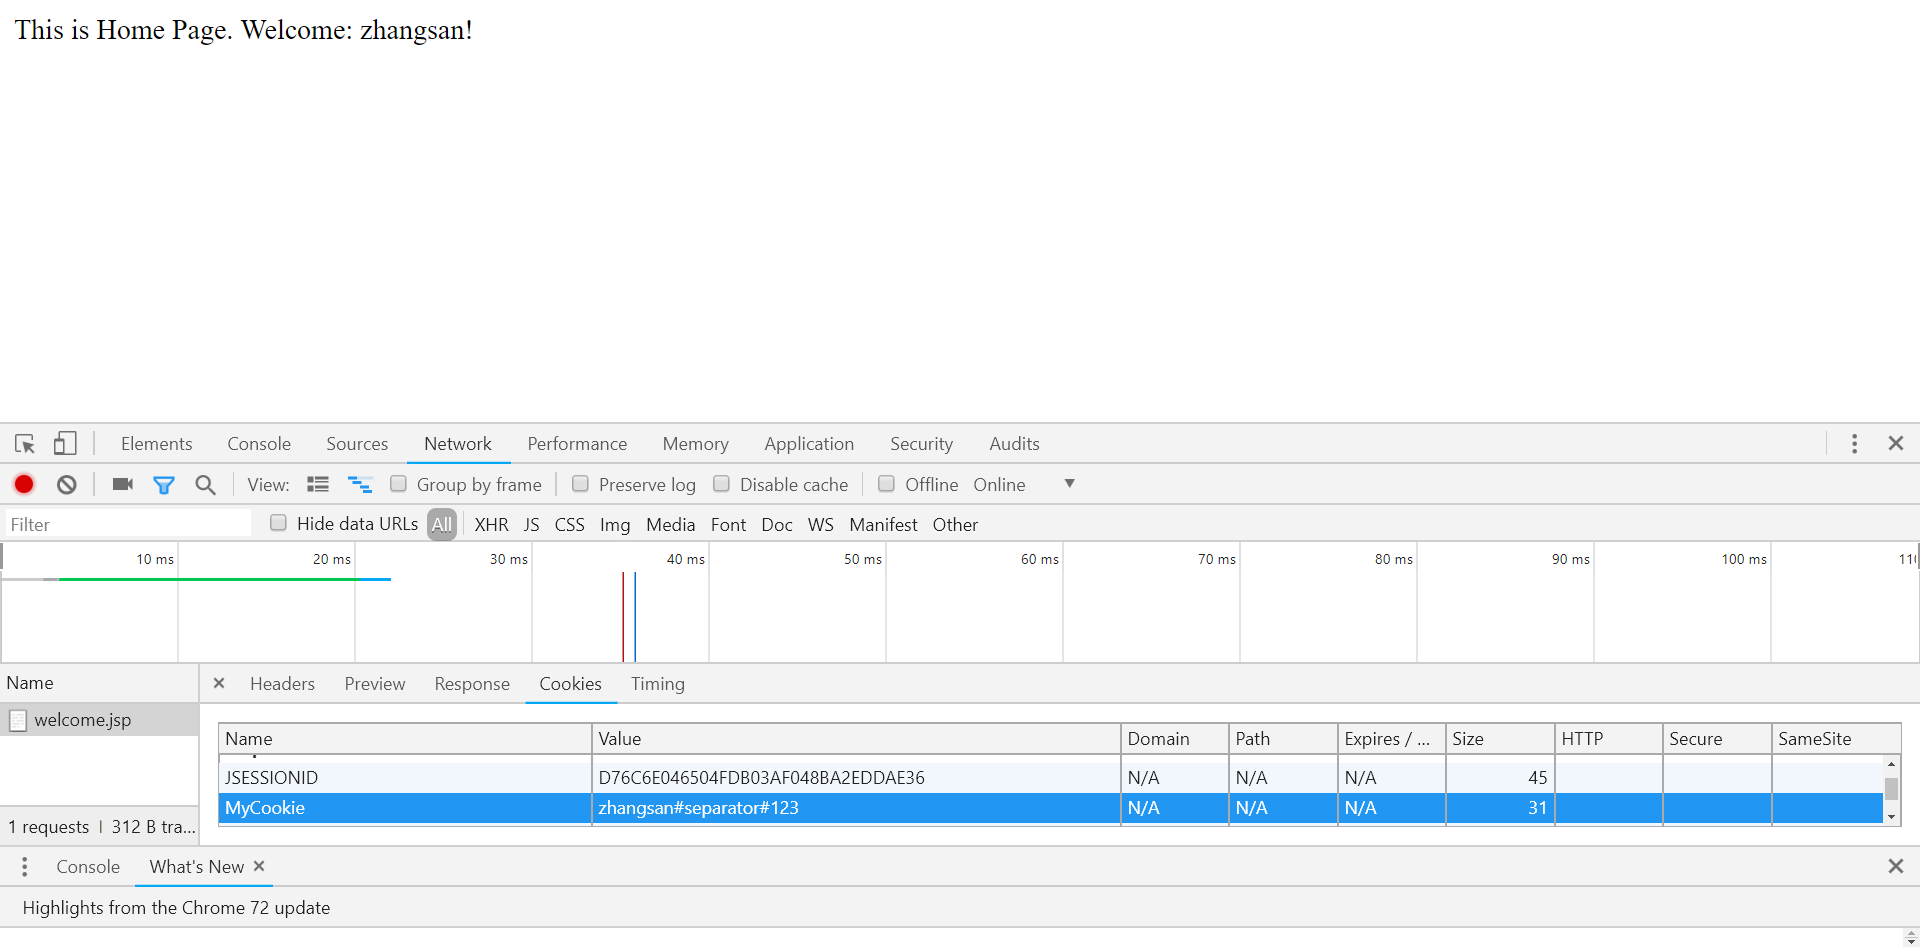 This is Home Page. Welcome: zhangsan!
Elements Console Sources Network Performance Memory Application Security Audits
View: Group by frame Preserve log Disable cache Offline Online
Filter Hide data URLs All XHR JS CSS Img Media Font Doc WS Manifest Other
10 ms 20 ms 30 ms 40 ms 50 ms 60 ms 70 ms 80 ms 90 ms 100 ms
Name
welcome.jsp
1 requests | 312 B tra...
× Headers Preview Response Cookies Timing
Name Value Domain Path Expires / ... Size HTTP Secure SameSite
JSESSIONID D76C6E046504FDB03AF048BA2EDDAE36 N/A N/A N/A 45
MyCookie zhangsan#separator#123 N/A N/A N/A 31
Console What's New ×
Highlights from the Chrome 72 update